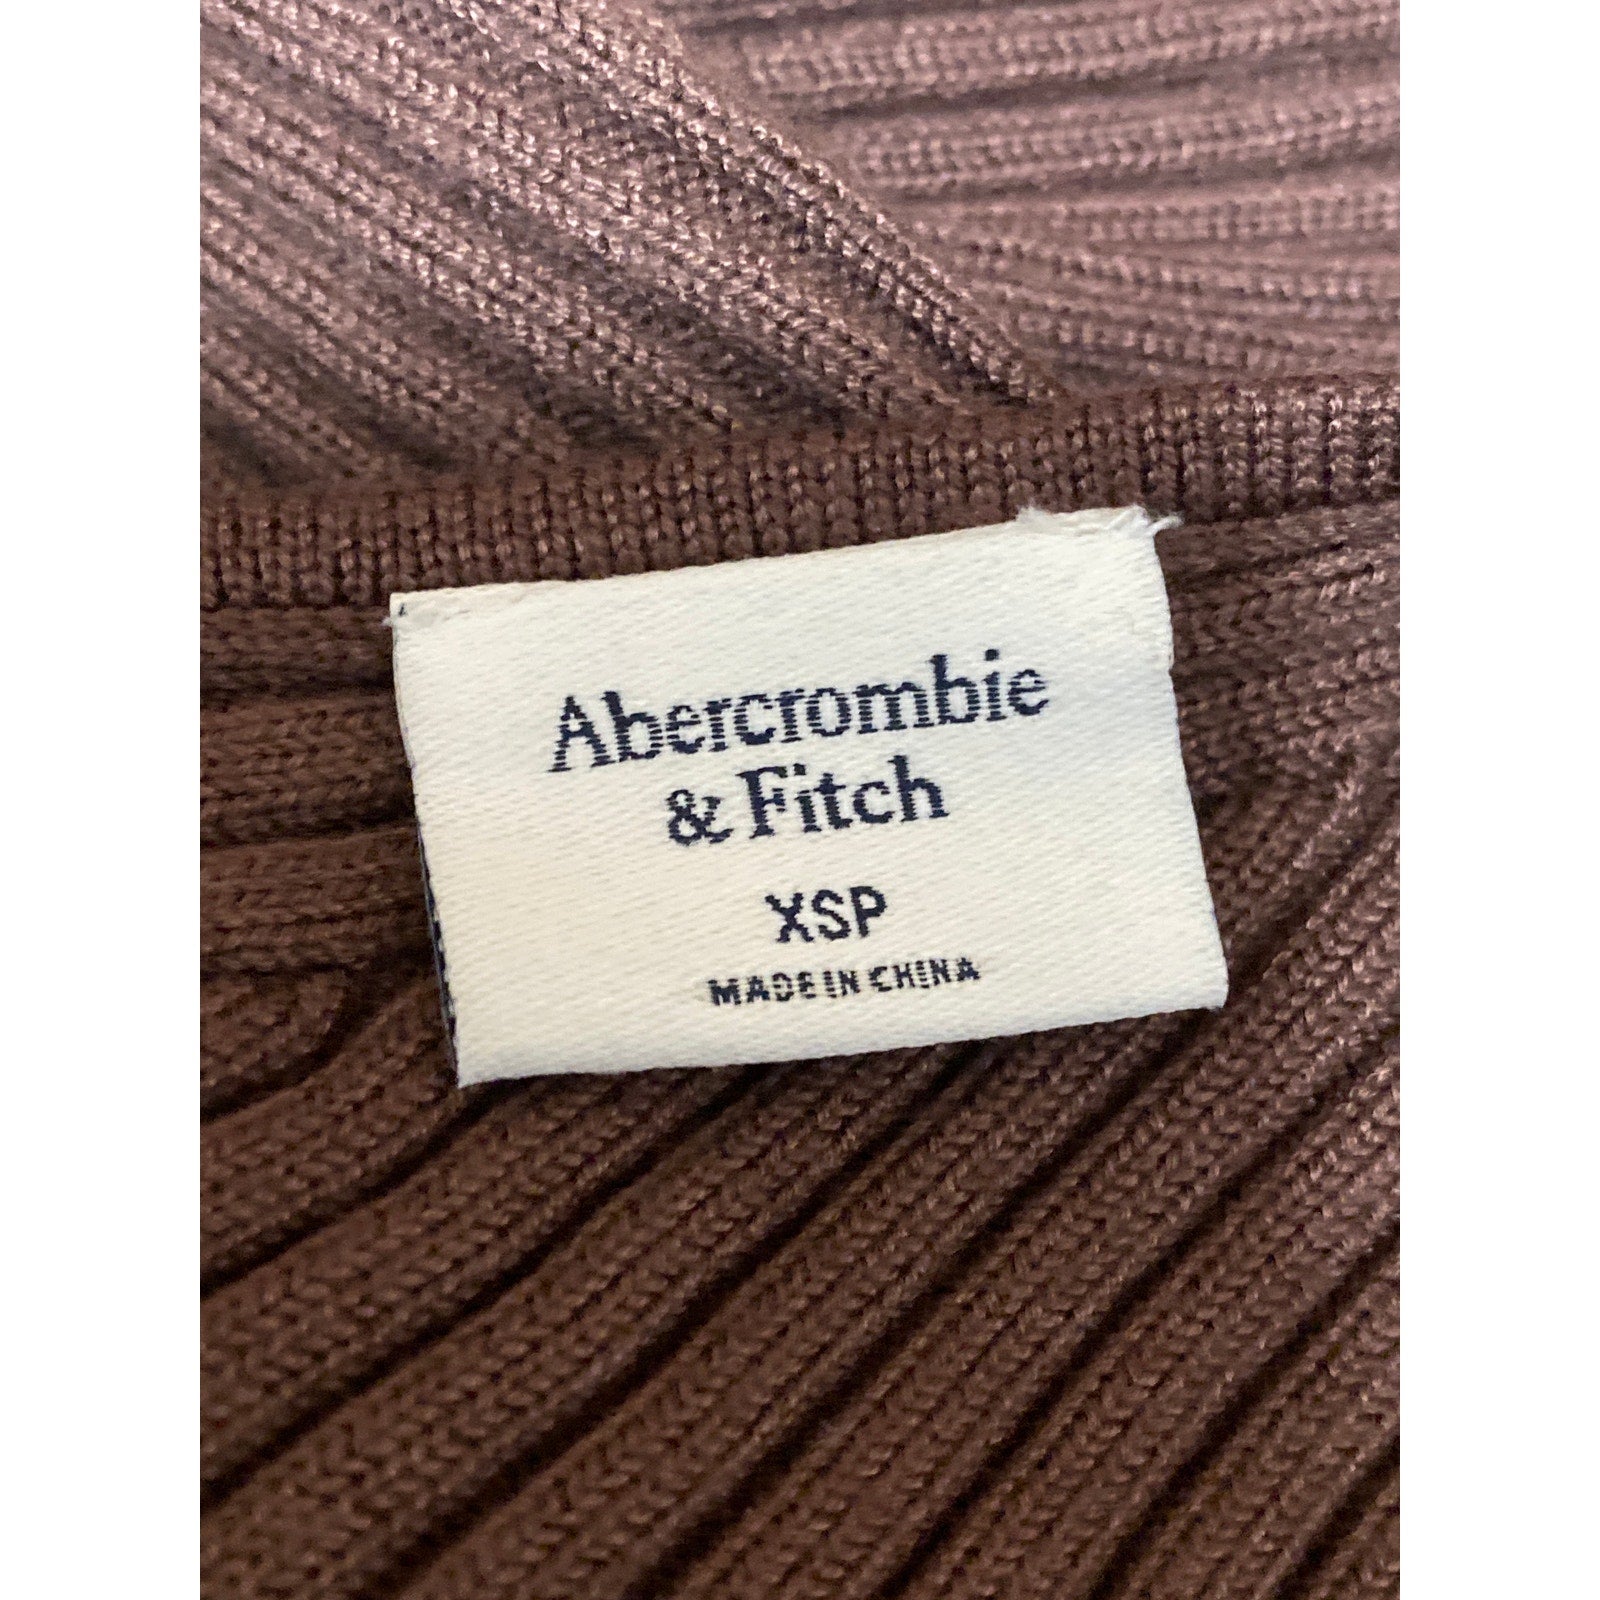 Abercrombie
& Fitch
XSP
MADE IN CHINA